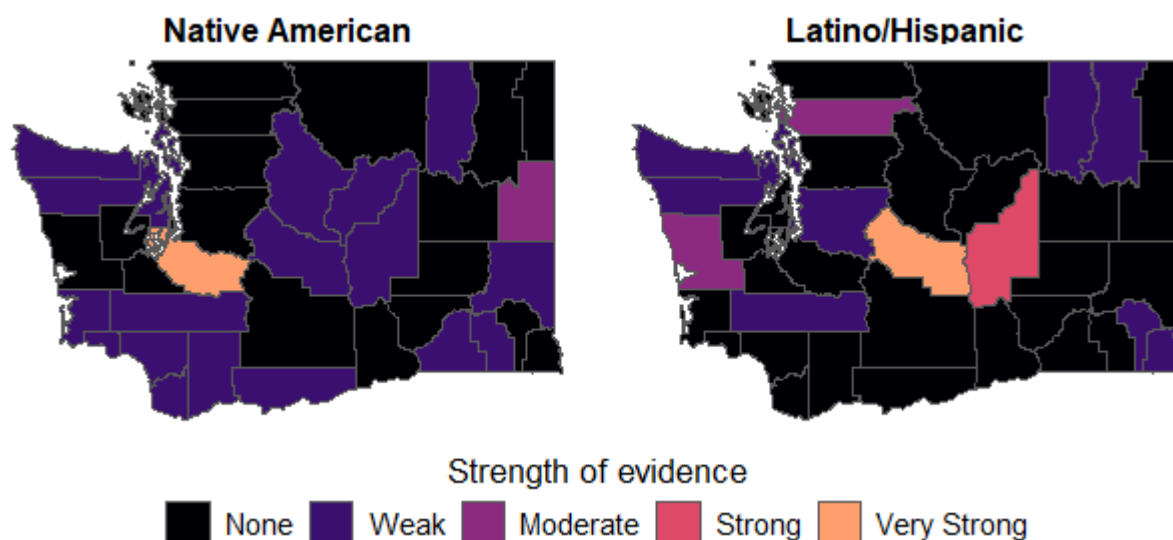 Native American Latino/Hispanic
Strength of evidence
None Weak Moderate Strong Very Strong